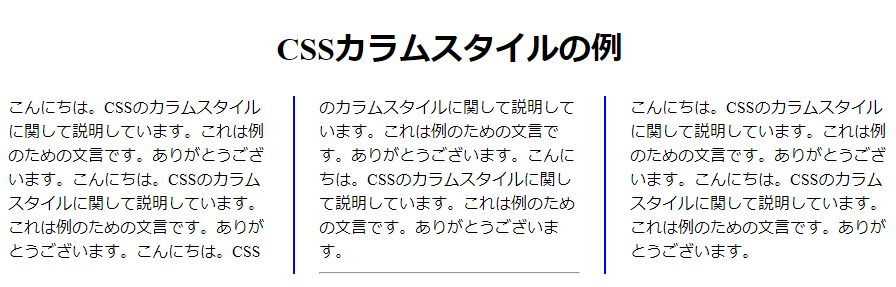 CSSカラムスタイルの例
こんにちは。CSSのカラムスタイル
に関して説明しています。これは例
のための文言です。ありがとうござ
います。こんにちは。CSSのカラム
スタイルに関して説明しています。
これは例のための文言です。ありが
とうございます。こんにちは。CSS
のカラムスタイルに関して説明して
います。これは例のための文言で
す。ありがとうございます。こんに
ちは。CSSのカラムスタイルに関し
て説明しています。これは例のため
の文言です。ありがとうございま
す。
こんにちは。CSSのカラムスタイル
に関して説明しています。これは例
のための文言です。ありがとうござ
います。こんにちは。CSSのカラム
スタイルに関して説明しています。
これは例のための文言です。ありが
とうございます。